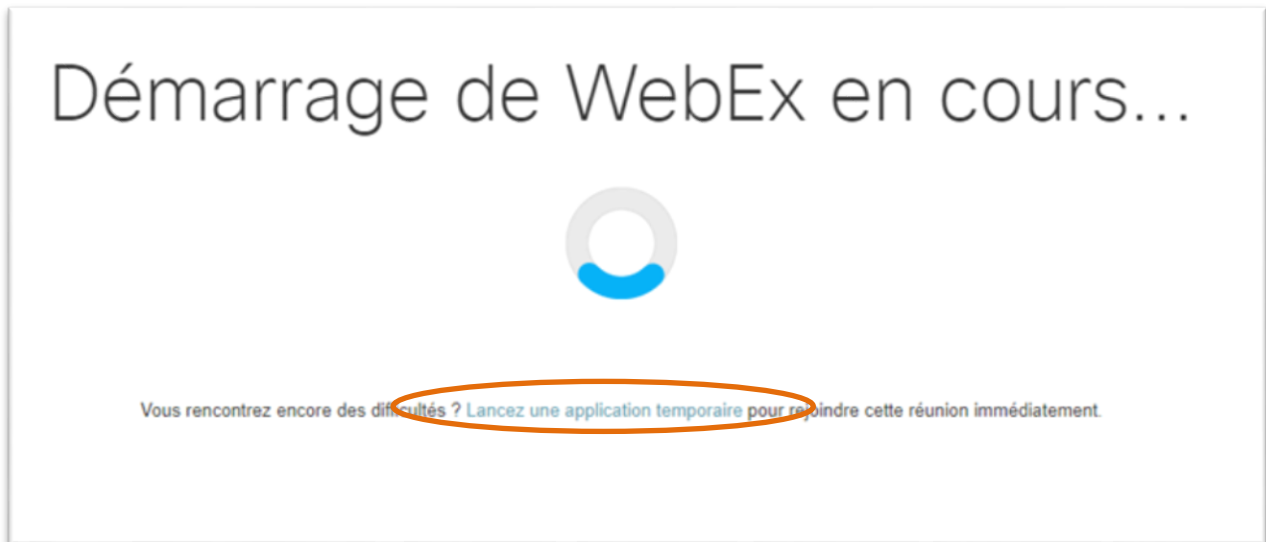 Démarrage de WebEx en cours...
Vous rencontrez encore des difficultés ? Lancez une application temporaire pour rejoindre cette réunion immédiatement.